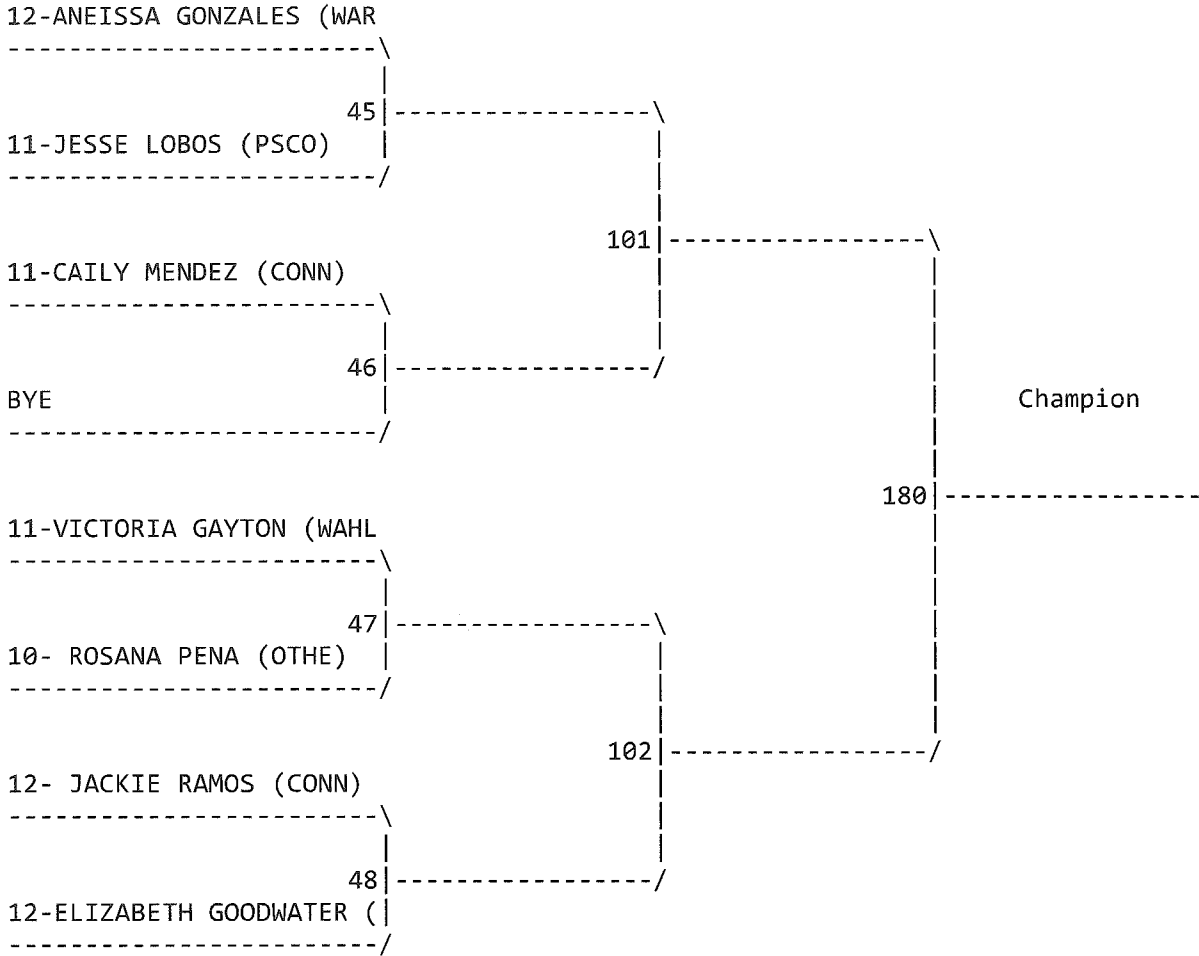 12-ANEISSA GONZALES (WAR
45
11-JESSE LOBOS (PSCO)
101
11-CAILY MENDEZ (CONN)
46
BYE
Champion
180
11-VICTORIA GAYTON (WAHL
47
10- ROSANA PENA (OTHE)
102
12- JACKIE RAMOS (CONN)
48
12-ELIZABETH GOODWATER (